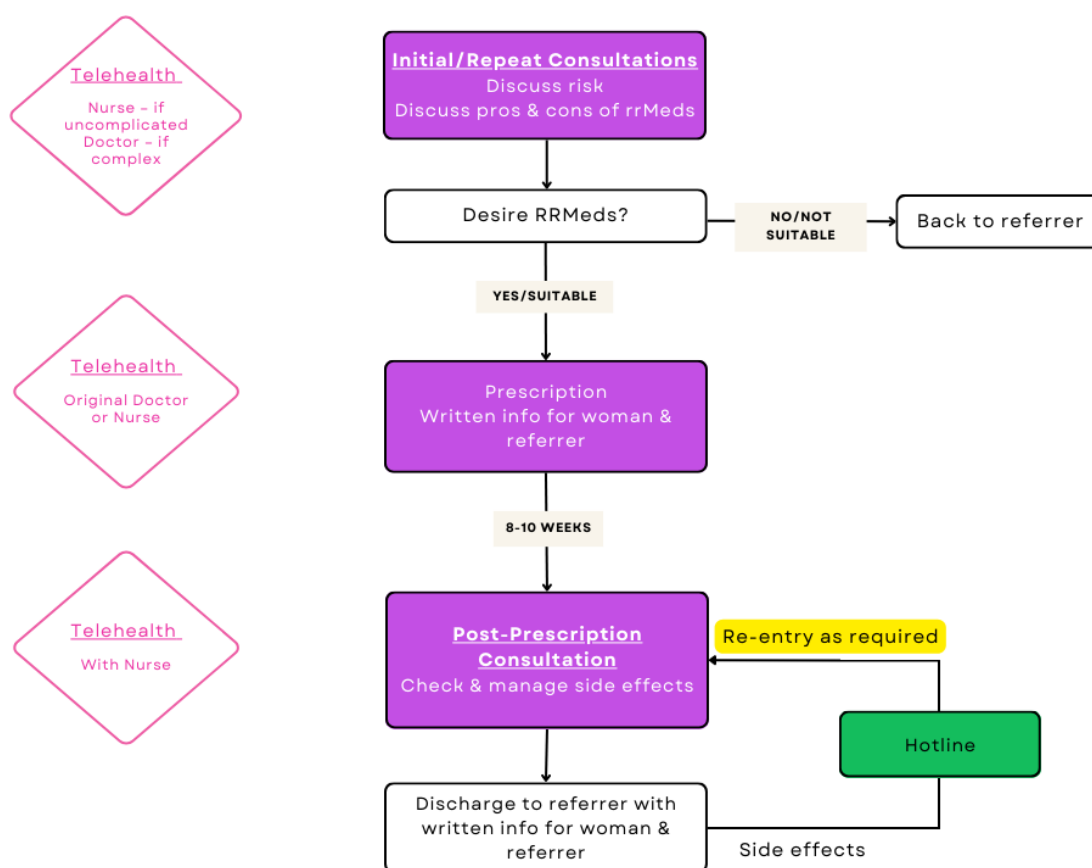 Telehealth
Nurse – if
uncomplicated
Doctor – if
complex
Initial/Repeat Consultations
Discuss risk
Discuss pros & cons of rrMeds
Desire RRMeds?
NO/NOT
SUITABLE
Back to referrer
YES/SUITABLE
Telehealth
Original Doctor
or Nurse
Prescription
Written info for woman &
referrer
8-10 WEEKS
Telehealth
With Nurse
Post-Prescription
Consultation
Check & manage side effects
Re-entry as required
Hotline
Discharge to referrer with
written info for woman &
referrer
Side effects